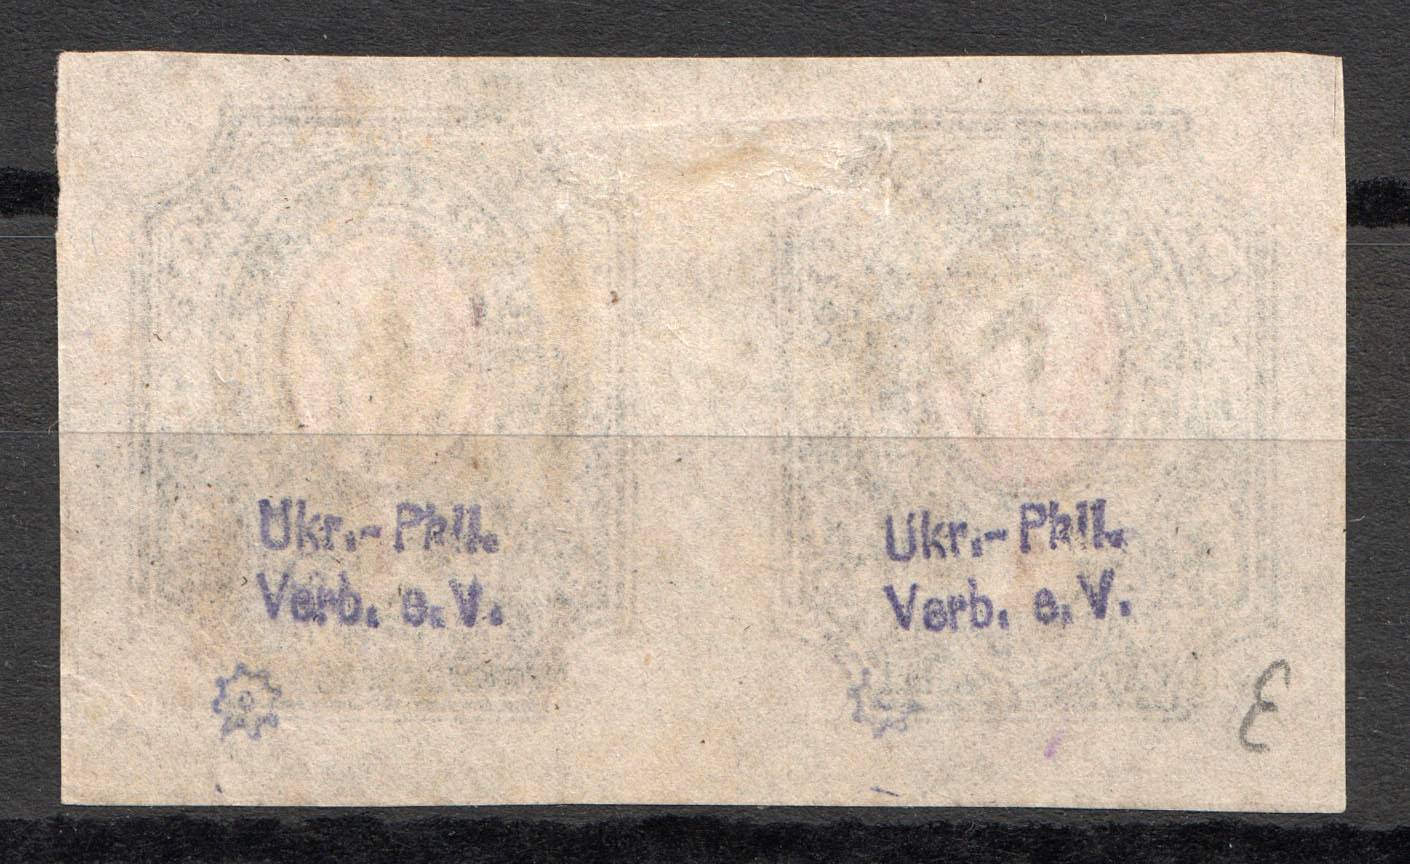 Ukr.- Phil. Ukr.- Phil.
Verb. e. V. Verb. e. V.